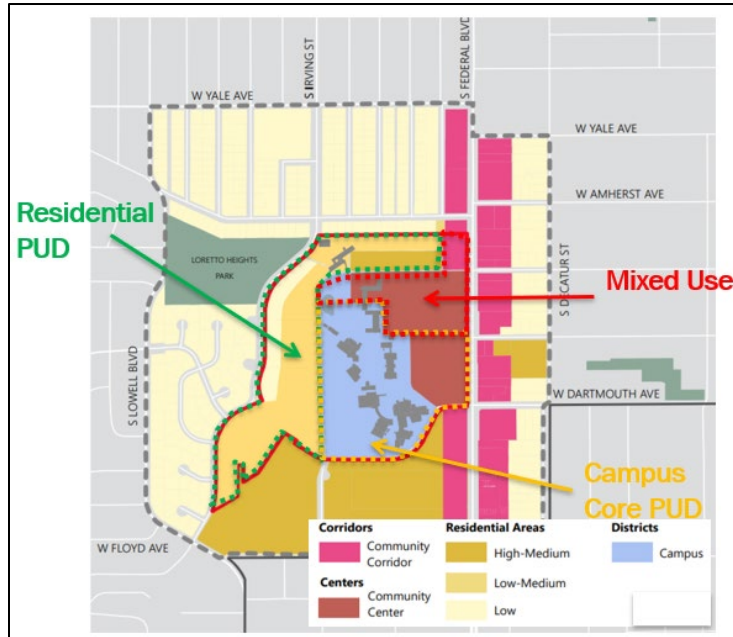 S IRVING ST
S FEDERAL BLVD
W YALE AVE
W YALE AVE
W AMHERST AVE
Residential
PUD
LORETTO HEIGHTS
PARK
S DECATUR ST
Mixed Use
S LOWELL BLVD
W DARTMOUTH AVE
Campus
Core PUD
W FLOYD AVE
Corridors
Community
Corridor
Centers
Community
Center
Residential Areas
High-Medium
Low-Medium
Low
Districts
Campus